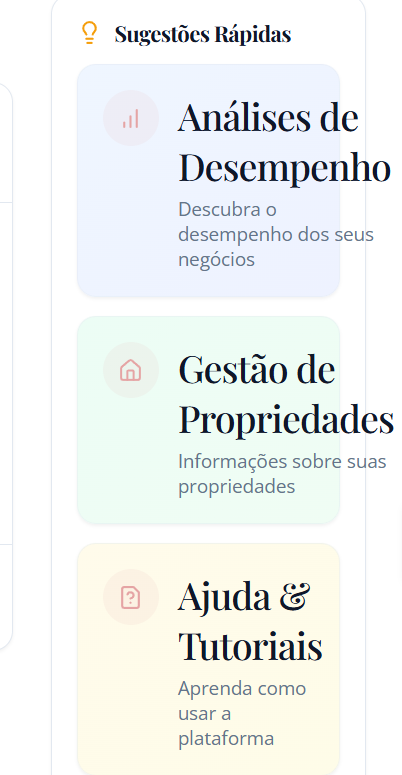 Sugestões Rápidas
Análises de
Desempenho
Descubra o
desempenho dos seus
negócios
Gestão de
Propriedades
Informações sobre suas
propriedades
Ajuda &
Tutoriais
Aprenda como
usar a
plataforma